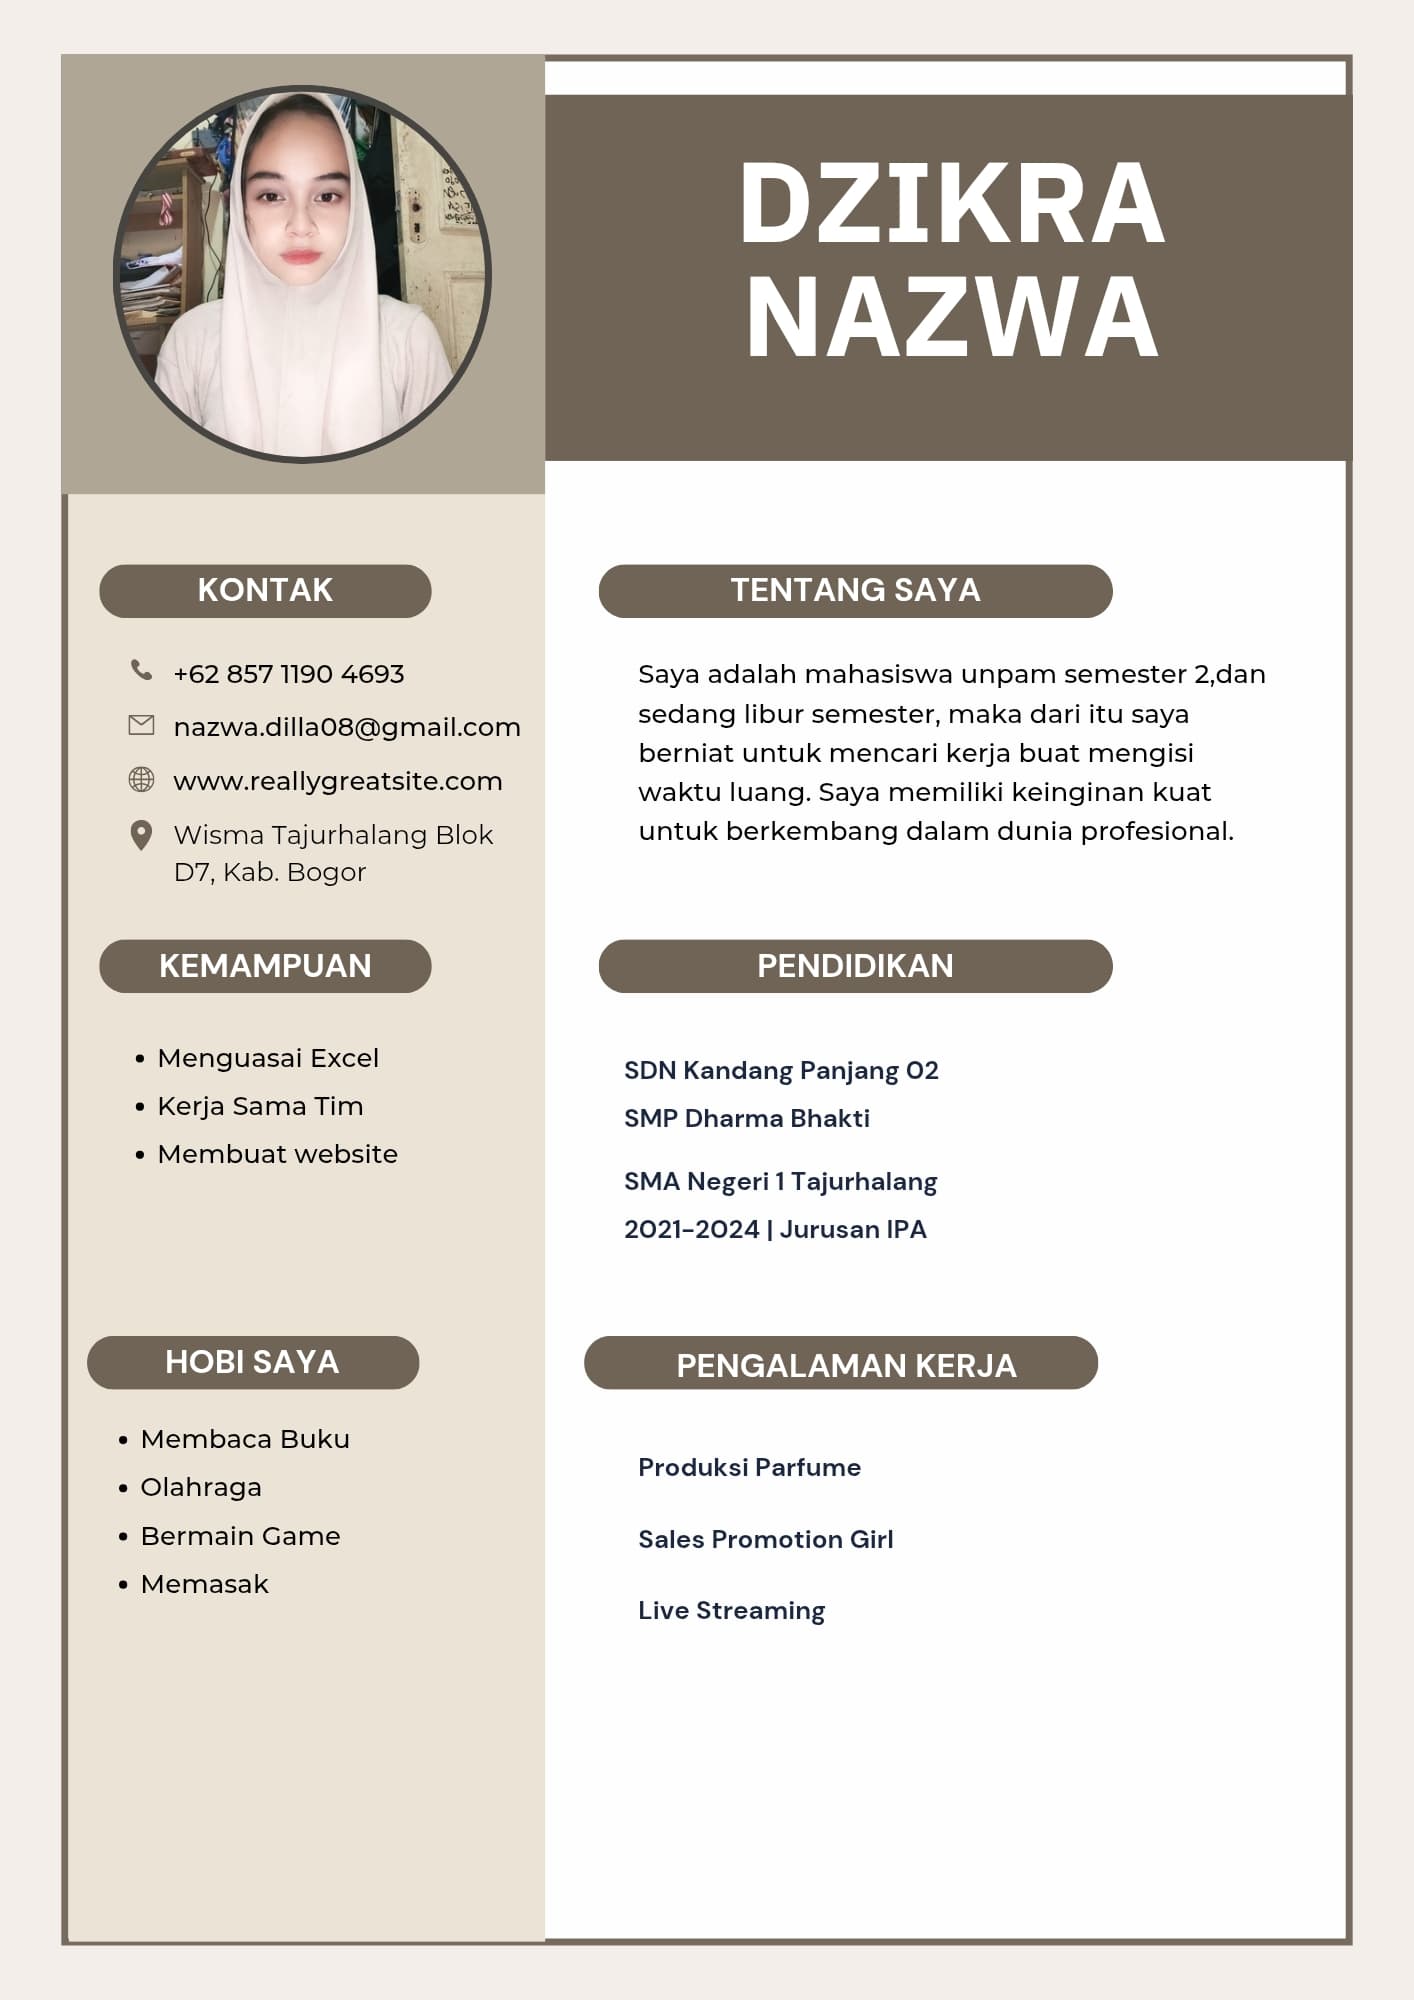 DZIKRA
NAZWA
KONTAK
+62 857 1190 4693
nazwa.dilla08@gmail.com
www.reallygreatsite.com
Wisma Tajurhalang Blok
D7, Kab. Bogor
KEMAMPUAN
Menguasai Excel
Kerja Sama Tim
Membuat website
HOBI SAYA
Membaca Buku
Olahraga
Bermain Game
Memasak
TENTANG SAYA
Saya adalah mahasiswa unpam semester 2,dan
sedang libur semester, maka dari itu saya
berniat untuk mencari kerja buat mengisi
waktu luang. Saya memiliki keinginan kuat
untuk berkembang dalam dunia profesional.
PENDIDIKAN
SDN Kandang Panjang 02
SMP Dharma Bhakti
SMA Negeri 1 Tajurhalang
2021-2024 | Jurusan IPA
PENGALAMAN KERJA
Produksi Parfume
Sales Promotion Girl
Live Streaming